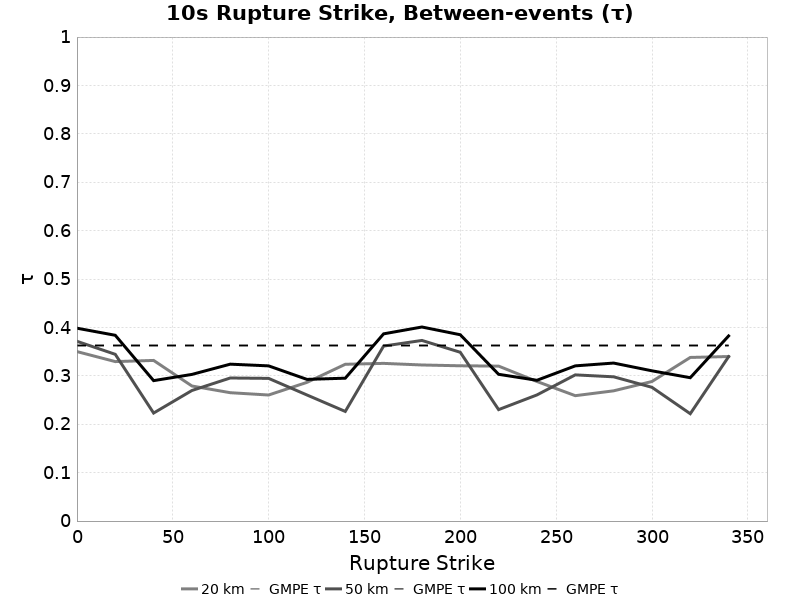 10s Rupture Strike, Between-events (τ)
1
0.9
0.8
0.7
0.6
0.5
0.4
0.3
0.2
0.1
0
τ
0 50 100 150 200 250 300 350
Rupture Strike
20 km GMPE τ 50 km GMPE τ 100 km GMPE τ